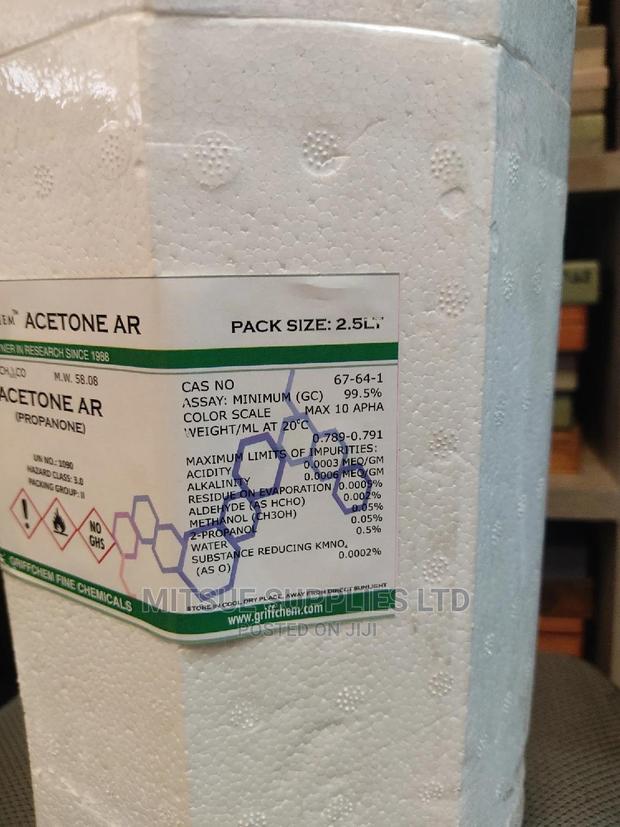 EM™ ACETONE AR
PACK SIZE: 2.5LT
NER IN RESEARCH SINCE 1988
CH₃)₂CO M.W. 58.08
ACETONE AR
(PROPANONE)
UN NO.: 1090
HAZARD CLASS: 3.0
PACKING GROUP: II
NO
GHS
GRIFFCHEM FINE CHEMICALS
CAS NO 67-64-1
ASSAY: MINIMUM (GC) 99.5%
COLOR SCALE MAX 10 APHA
WEIGHT/ML AT 20°C
0.789-0.791
MAXIMUM LIMITS OF IMPURITIES:
ACIDITY 0.0003 MEQ/GM
ALKALINITY 0.0006 MEQ/GM
RESIDUE ON EVAPORATION 0.0005%
ALDEHYDE (AS HCHO) 0.002%
METHANOL (CH3OH) 0.05%
2-PROPANOL 0.05%
WATER 0.5%
SUBSTANCE REDUCING KMNO₄
(AS O) 0.0002%
STORE IN COOL, DRY PLACE, AWAY FROM DIRECT SUNLIGHT
www.griffchem.com
SUPPLIES LTD
POSTED ON JIJI